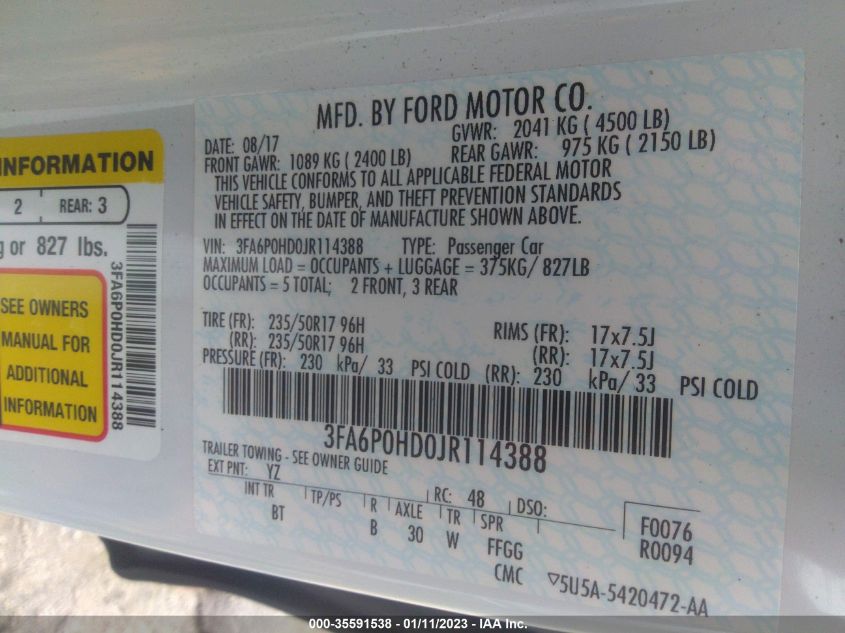 INFORMATION
2 REAR: 3
g or 827 lbs.
SEE OWNERS
MANUAL FOR
ADDITIONAL
INFORMATION
3FA6P0HD0JR114388
MFD. BY FORD MOTOR CO.
DATE: 08/17 GVWR: 2041 KG ( 4500 LB)
FRONT GAWR: 1089 KG ( 2400 LB) REAR GAWR: 975 KG ( 2150 LB)
THIS VEHICLE CONFORMS TO ALL APPLICABLE FEDERAL MOTOR
VEHICLE SAFETY, BUMPER, AND THEFT PREVENTION STANDARDS
IN EFFECT ON THE DATE OF MANUFACTURE SHOWN ABOVE.
VIN: 3FA6P0HD0JR114388 TYPE: Passenger Car
MAXIMUM LOAD = OCCUPANTS + LUGGAGE = 375KG/ 827LB
OCCUPANTS = 5 TOTAL; 2 FRONT, 3 REAR
TIRE (FR): 235/50R17 96H RIMS (FR): 17x7.5J
(RR): 235/50R17 96H (RR): 17x7.5J
PRESSURE (FR): 230 kPa/ 33 PSI COLD (RR): 230 kPa/ 33 PSI COLD
3FA6P0HD0JR114388
TRAILER TOWING - SEE OWNER GUIDE
EXT PNT: YZ RC: 48 DSO:
INT TR TP/PS R AXLE TR SPR
BT B 30 W FFGG
F0076
R0094
CMC ▽5U5A-5420472-AA
000-35591538 - 01/11/2023 - IAA Inc.